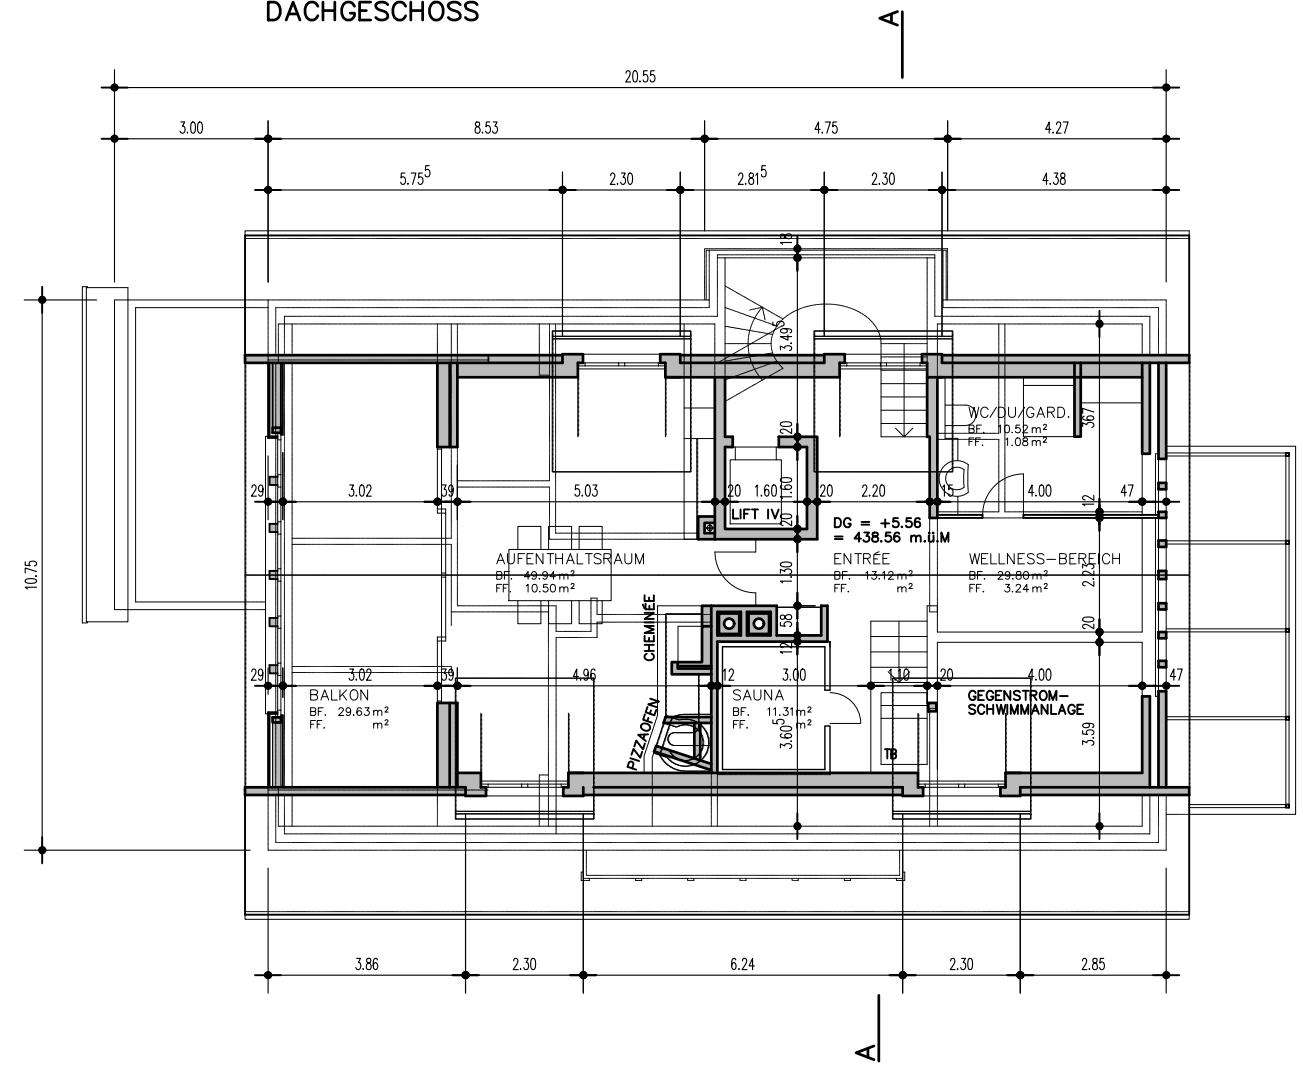 DACHGESCHOSS
A
20.55
3.00 8.53 4.75 4.27
5.75⁵ 2.30 2.81⁵ 2.30 4.38
18
3.49⁵
WC/DU/GARD.
BF. 10.52 m²
FF. 1.08 m²
367
20
29 3.02 39 5.03 20 1.60 20 2.20 15 4.00 47
1.60
12
LIFT IV
20
DG = +5.56
= 438.56 m.ü.M
10.75
AUFENTHALTSRAUM
BF. 49.94 m²
FF. 10.50 m²
ENTRÉE
BF. 13.12 m²
FF. m²
WELLNESS-BEREICH
BF. 29.80 m²
FF. 3.24 m²
1.30
2.23
CHEMINÉE
58
20
12
29 3.02 39 4.96 12 3.00 1.10 20 4.00 47
BALKON
BF. 29.63 m²
FF. m²
SAUNA
BF. 11.31 m²
FF. m²
GEGENSTROM-
SCHWIMMANLAGE
PIZZAOFEN
3.60⁵
3.59
TB
3.86 2.30 6.24 2.30 2.85
A